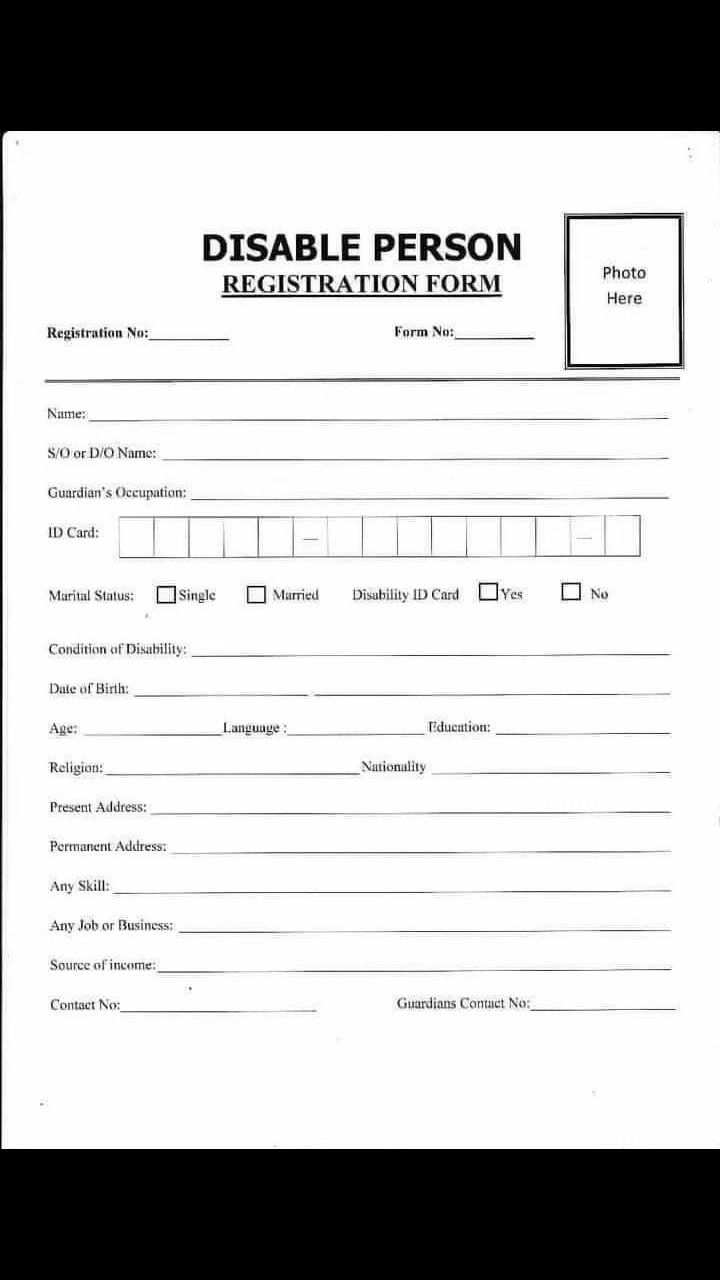 DISABLE PERSON
REGISTRATION FORM
Photo
Here
Registration No:
Form No:
Name:
S/O or D/O Name:
Guardian's Occupation:
ID Card: – –
Marital Status: Single Married Disability ID Card Yes No
Condition of Disability:
Date of Birth:
Age: Language : Education:
Religion: Nationality
Present Address:
Permanent Address:
Any Skill:
Any Job or Business:
Source of income:
Contact No: Guardians Contact No: